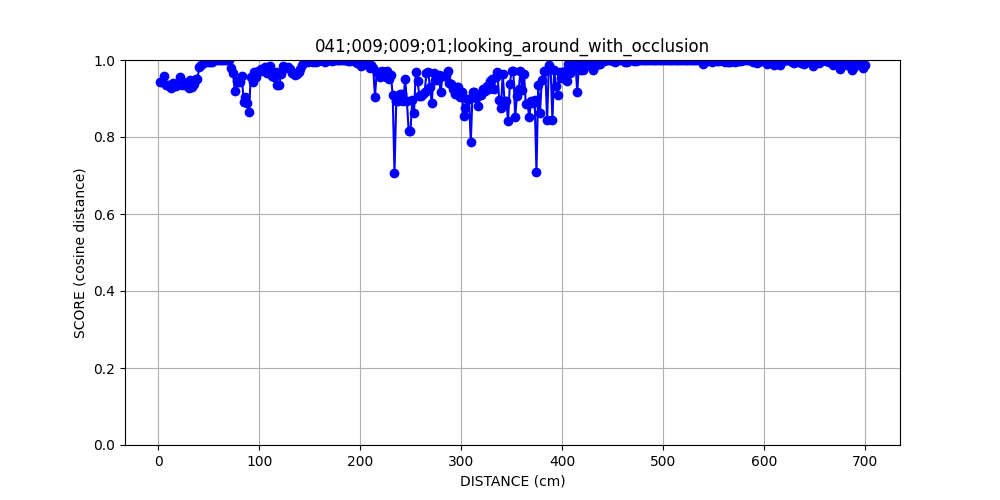 041;009;009;01;looking_around_with_occlusion
1.0
0.8
0.6
0.4
0.2
0.0
SCORE (cosine distance)
0 100 200 300 400 500 600 700
DISTANCE (cm)